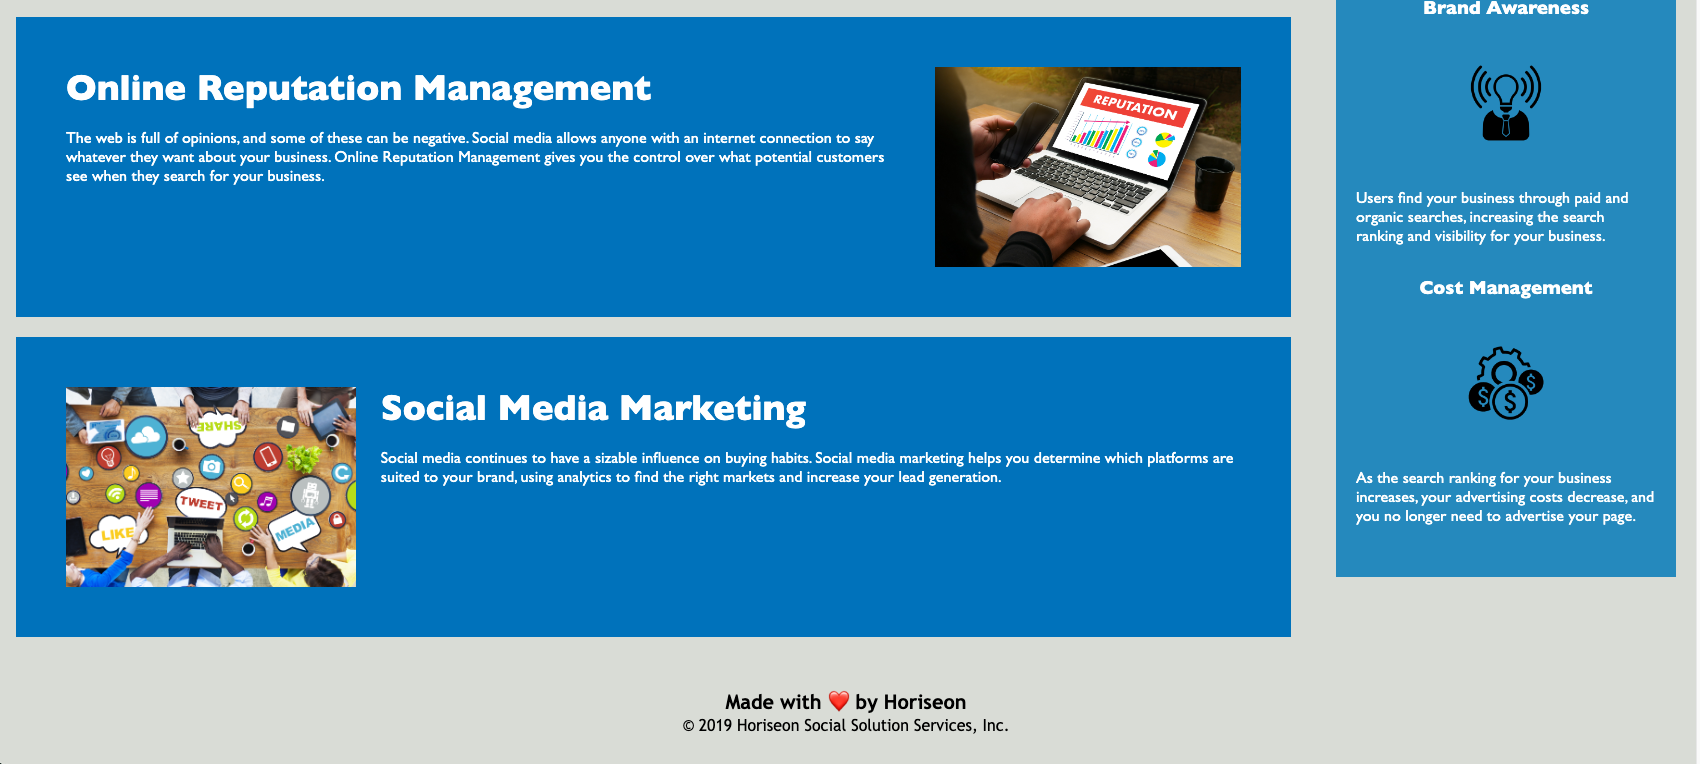 Online Reputation Management
The web is full of opinions, and some of these can be negative. Social media allows anyone with an internet connection to say
whatever they want about your business. Online Reputation Management gives you the control over what potential customers
see when they search for your business.
REPUTATION
Social Media Marketing
Social media continues to have a sizable influence on buying habits. Social media marketing helps you determine which platforms are
suited to your brand, using analytics to find the right markets and increase your lead generation.
SHARE
TWEET
LIKE
MEDIA
Brand Awareness
Users find your business through paid and
organic searches, increasing the search
ranking and visibility for your business.
Cost Management
$
$
$
As the search ranking for your business
increases, your advertising costs decrease, and
you no longer need to advertise your page.
Made with ❤️ by Horiseon
© 2019 Horiseon Social Solution Services, Inc.